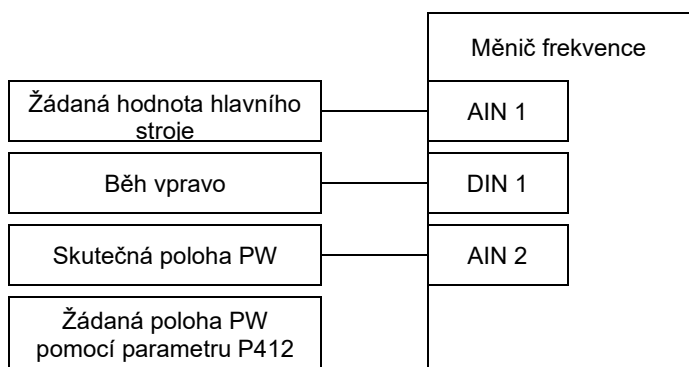 Měnič frekvence
Žádaná hodnota hlavního
stroje
AIN 1
Běh vpravo
DIN 1
Skutečná poloha PW
AIN 2
Žádaná poloha PW
pomocí parametru P412